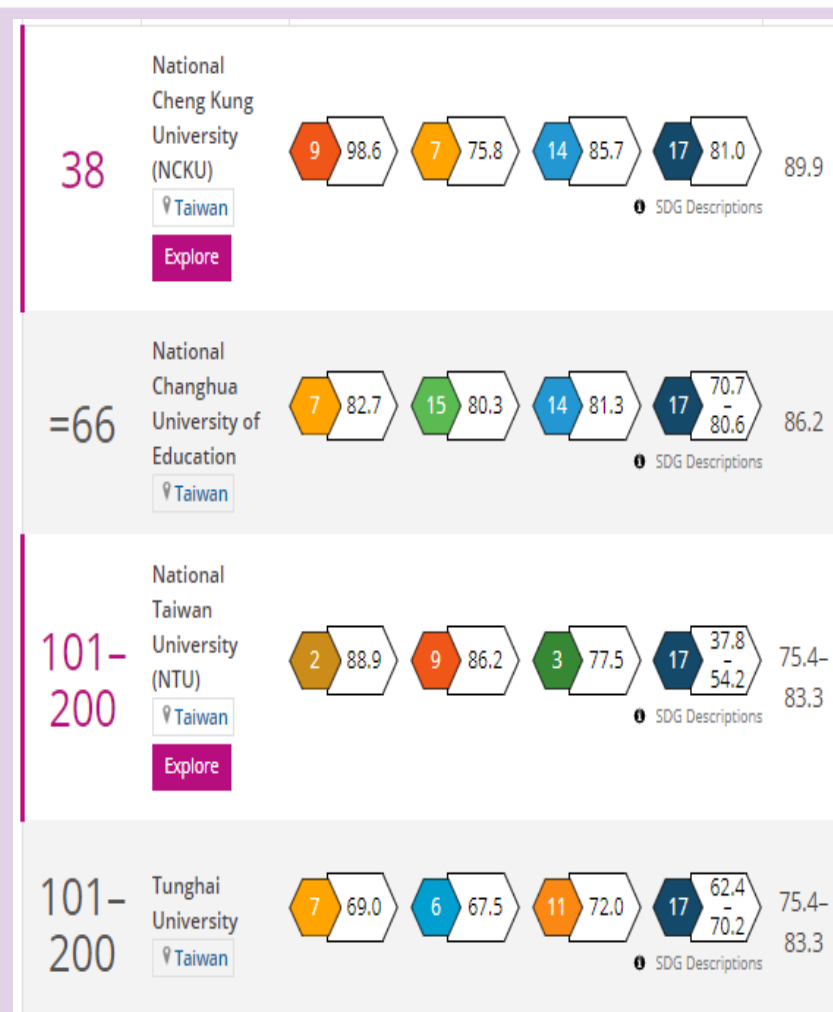 38
National
Cheng Kung
University
(NCKU)
Taiwan
Explore
9 98.6 7 75.8 14 85.7 17 81.0
SDG Descriptions
89.9
=66
National
Changhua
University of
Education
Taiwan
7 82.7 15 80.3 14 81.3 17 70.7
–
80.6
SDG Descriptions
86.2
101–
200
National
Taiwan
University
(NTU)
Taiwan
Explore
2 88.9 9 86.2 3 77.5 17 37.8
–
54.2
SDG Descriptions
75.4–
83.3
101–
200
Tunghai
University
Taiwan
7 69.0 6 67.5 11 72.0 17 62.4
–
70.2
SDG Descriptions
75.4–
83.3